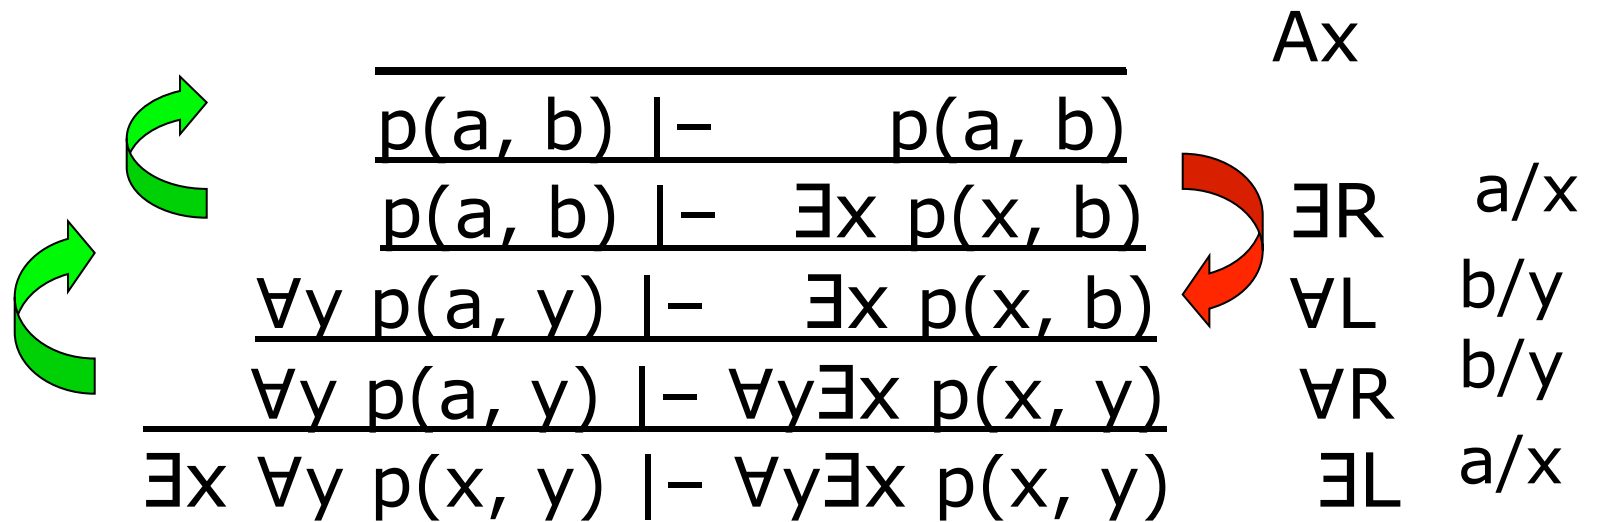 Ax
p(a, b) |– p(a, b)
p(a, b) |– ∃x p(x, b) ∃R a/x
∀y p(a, y) |– ∃x p(x, b) ∀L b/y
∀y p(a, y) |– ∀y∃x p(x, y) ∀R b/y
∃x ∀y p(x, y) |– ∀y∃x p(x, y) ∃L a/x